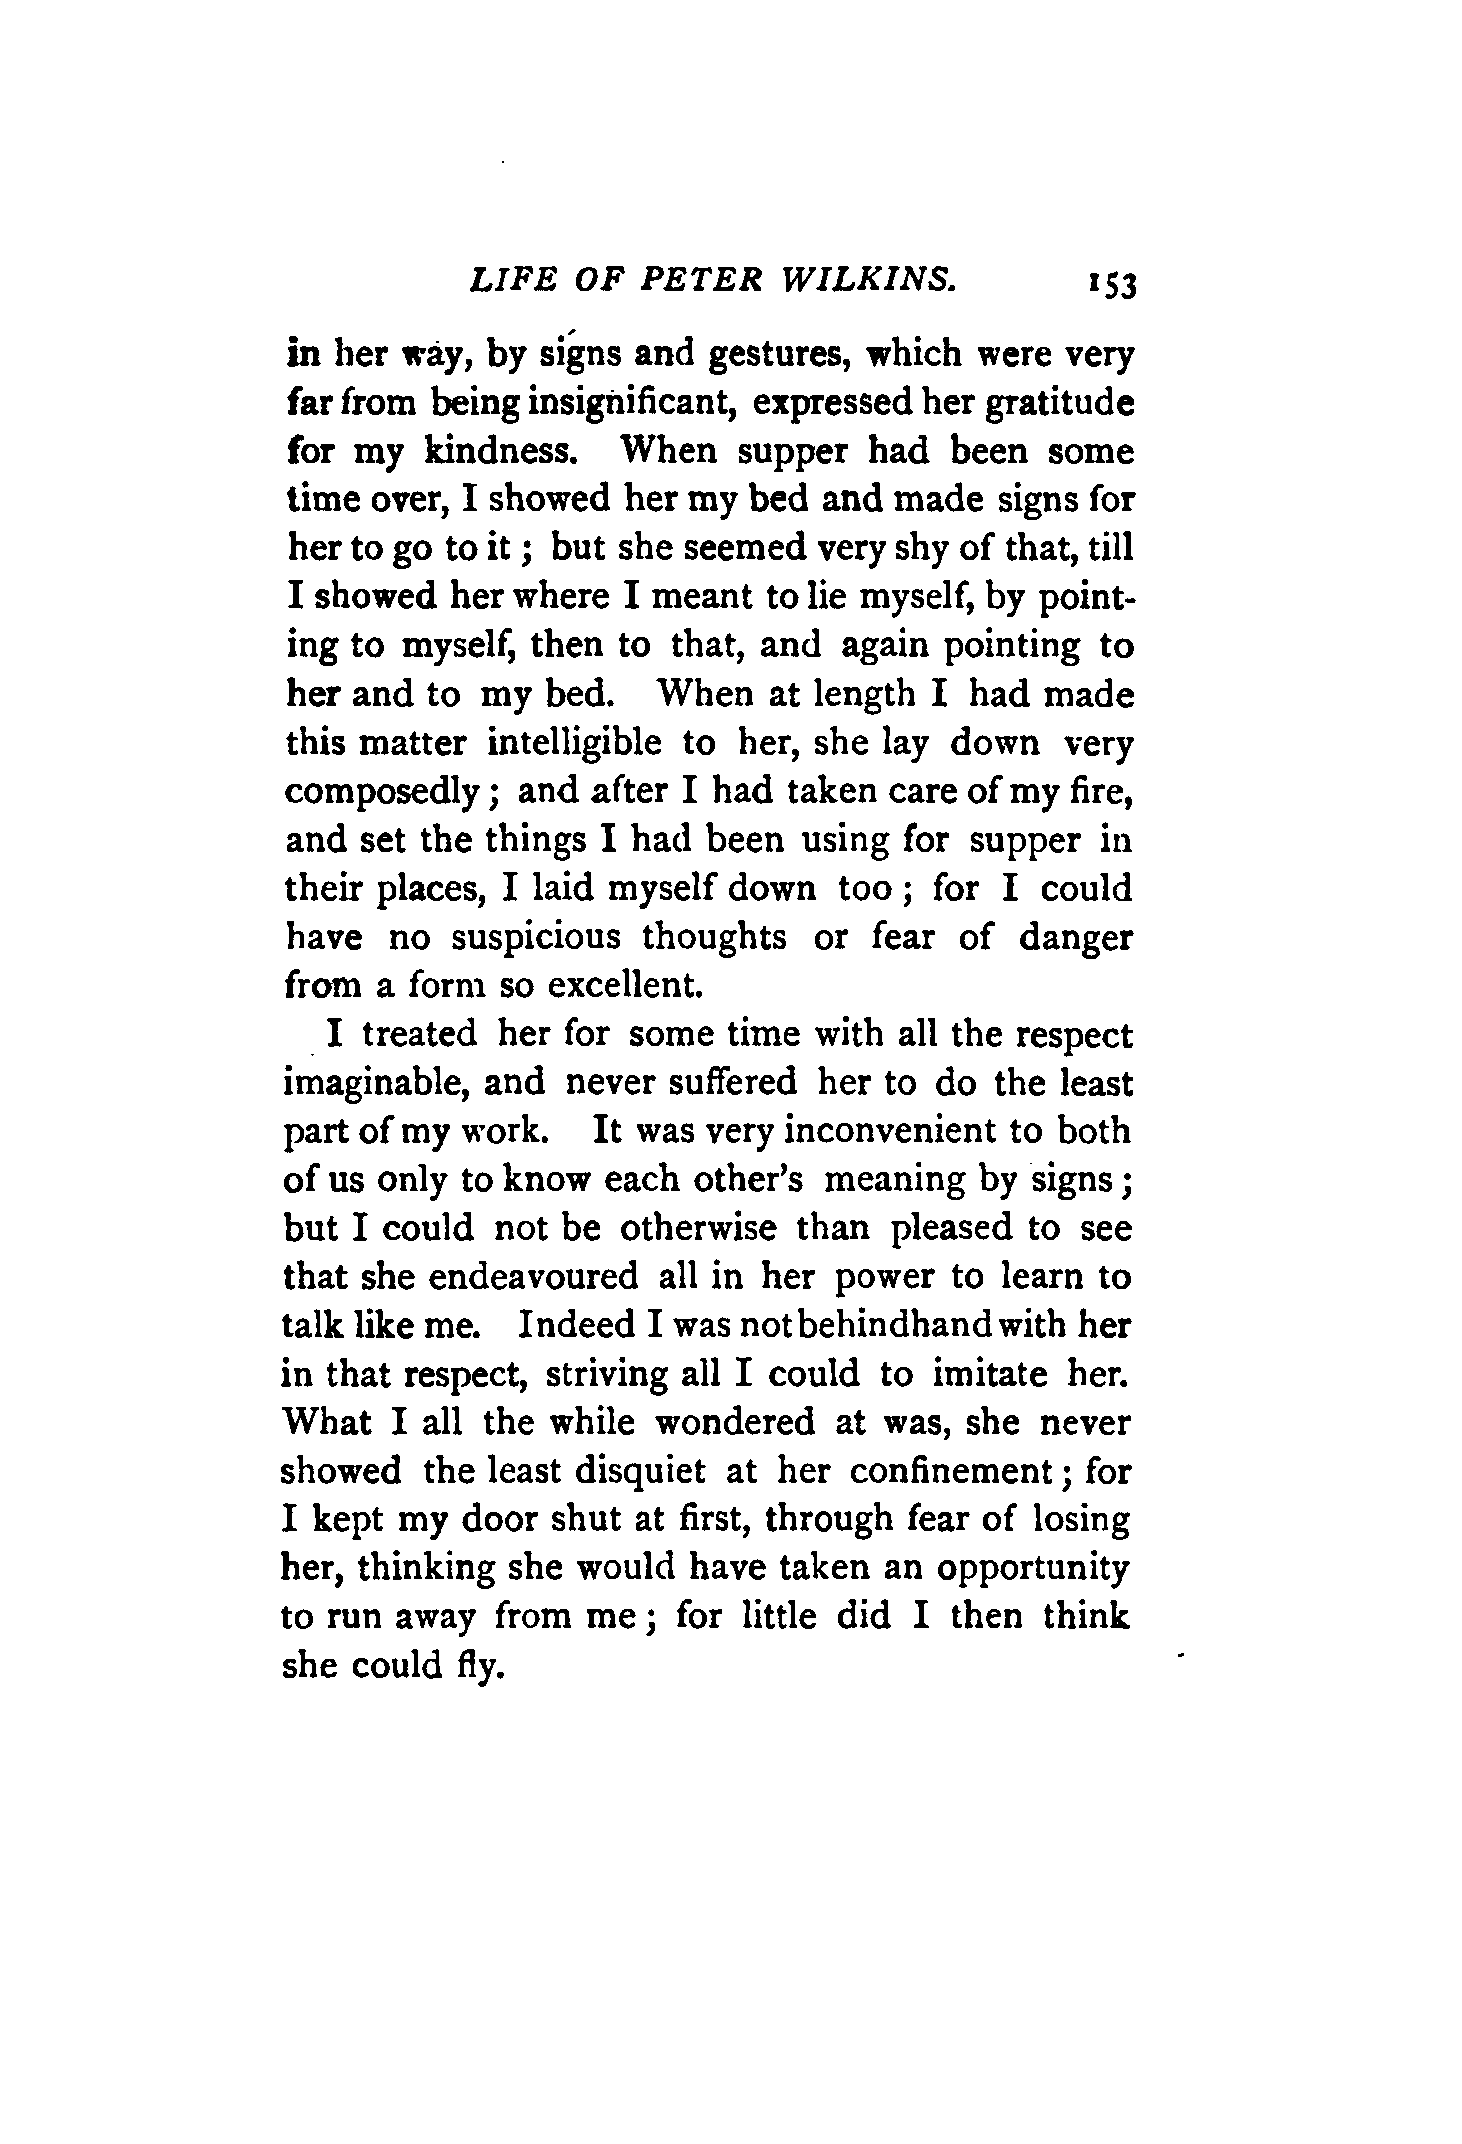 LIFE OF PETER WILKINS. 153
in her way, by signs and gestures, which were very
far from being insignificant, expressed her gratitude
for my kindness. When supper had been some
time over, I showed her my bed and made signs for
her to go to it ; but she seemed very shy of that, till
I showed her where I meant to lie myself, by point-
ing to myself, then to that, and again pointing to
her and to my bed. When at length I had made
this matter intelligible to her, she lay down very
composedly ; and after I had taken care of my fire,
and set the things I had been using for supper in
their places, I laid myself down too ; for I could
have no suspicious thoughts or fear of danger
from a form so excellent.
I treated her for some time with all the respect
imaginable, and never suffered her to do the least
part of my work. It was very inconvenient to both
of us only to know each other's meaning by signs ;
but I could not be otherwise than pleased to see
that she endeavoured all in her power to learn to
talk like me. Indeed I was not behindhand with her
in that respect, striving all I could to imitate her.
What I all the while wondered at was, she never
showed the least disquiet at her confinement ; for
I kept my door shut at first, through fear of losing
her, thinking she would have taken an opportunity
to run away from me ; for little did I then think
she could fly.